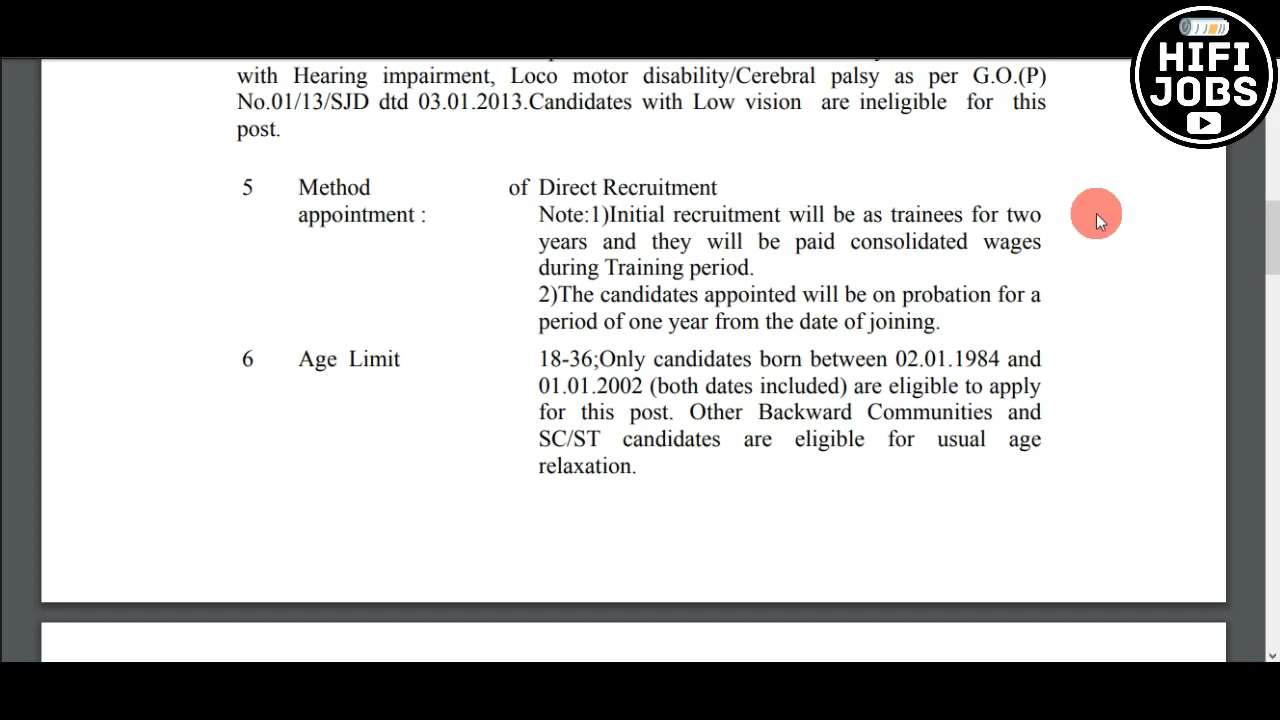 HIFI
JOBS
with Hearing impairment, Loco motor disability/Cerebral palsy as per G.O.(P)
No.01/13/SJD dtd 03.01.2013.Candidates with Low vision are ineligible for this
post.
5 Method of Direct Recruitment
appointment : Note:1)Initial recruitment will be as trainees for two
years and they will be paid consolidated wages
during Training period.
2)The candidates appointed will be on probation for a
period of one year from the date of joining.
6 Age Limit 18-36;Only candidates born between 02.01.1984 and
01.01.2002 (both dates included) are eligible to apply
for this post. Other Backward Communities and
SC/ST candidates are eligible for usual age
relaxation.